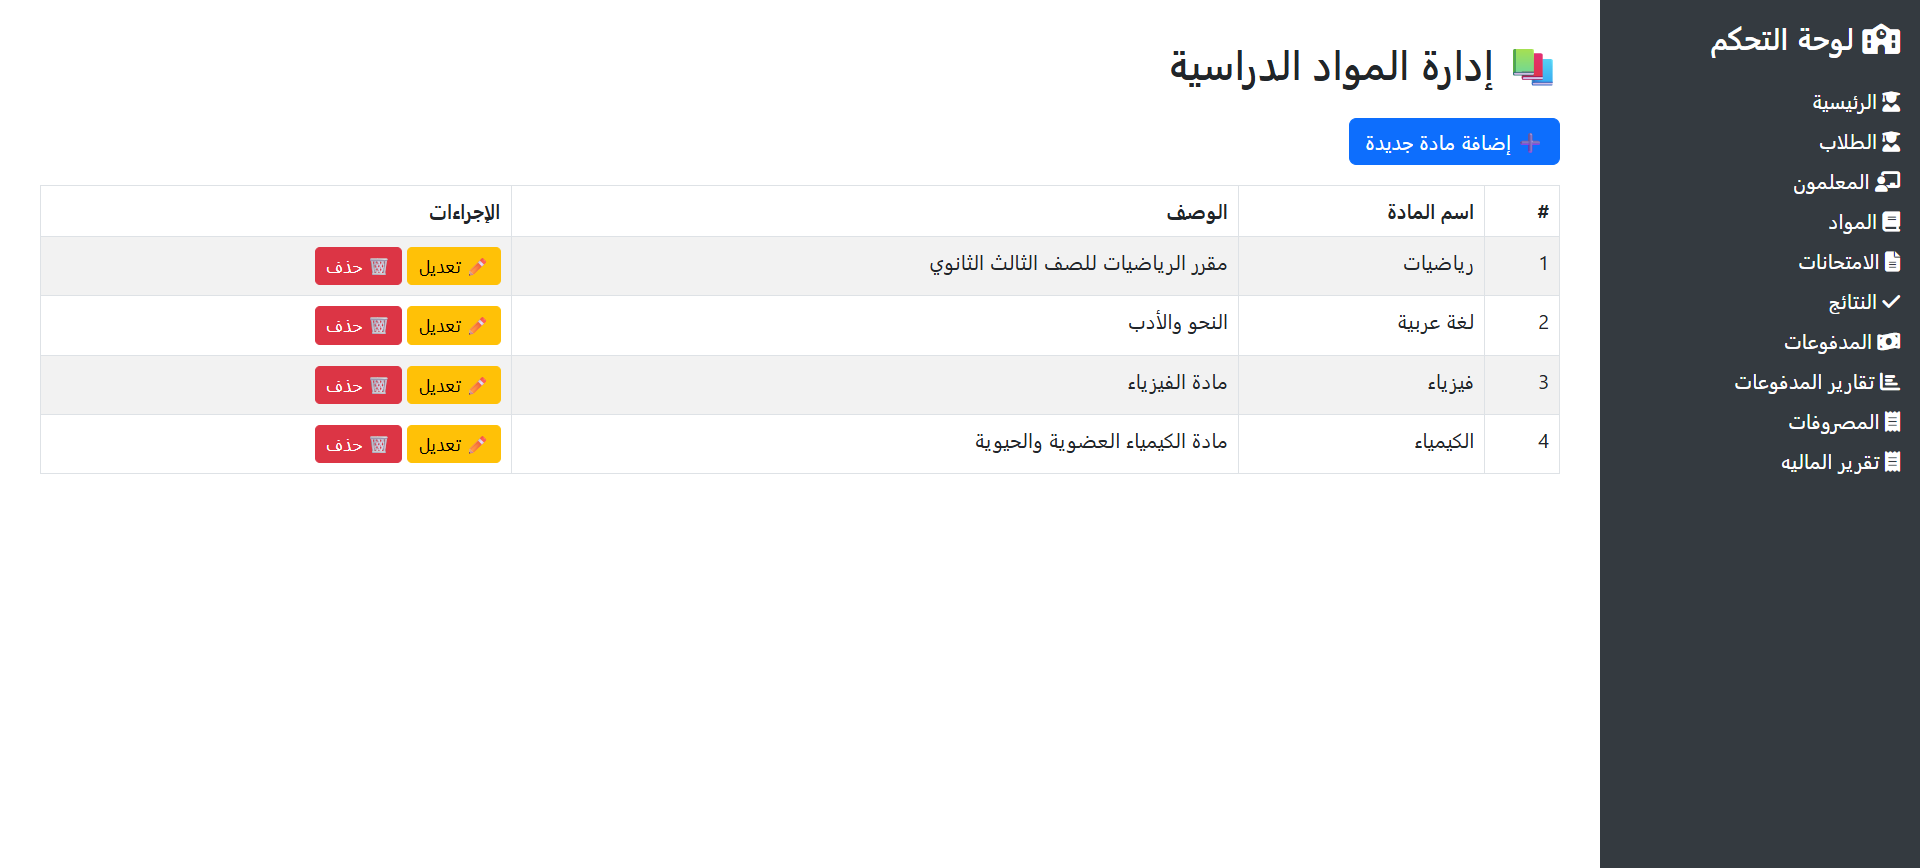 لوحة التحكم
الرئيسية
الطلاب
المعلمون
المواد
الامتحانات
النتائج
المدفوعات
تقارير المدفوعات
المصروفات
تقرير الماليه
إدارة المواد الدراسية
إضافة مادة جديدة
# اسم المادة الوصف الإجراءات
1 رياضيات مقرر الرياضيات للصف الثالث الثانوي تعديل حذف
2 لغة عربية النحو والأدب تعديل حذف
3 فيزياء مادة الفيزياء تعديل حذف
4 الكيمياء مادة الكيمياء العضوية والحيوية تعديل حذف